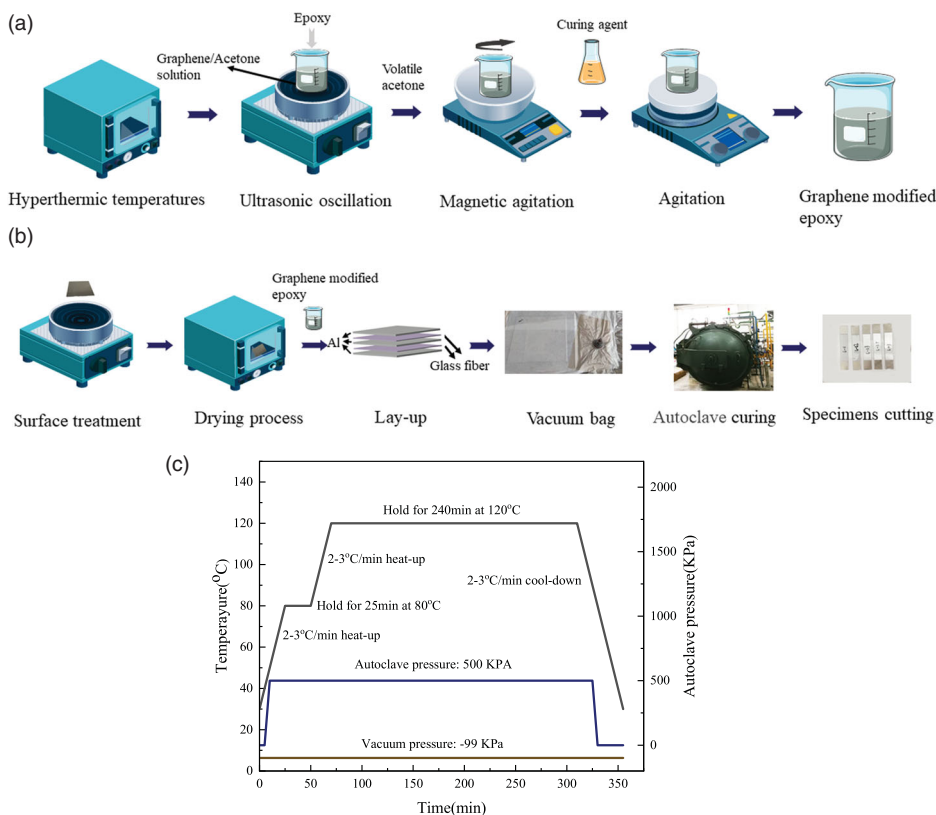 (a)
Epoxy
Graphene/Acetone
solution
Volatile
acetone
Curing agent
Hyperthermic temperatures
Ultrasonic oscillation
Magnetic agitation
Agitation
Graphene modified
epoxy
(b)
Graphene modified
epoxy
Al
Glass fiber
Surface treatment
Drying process
Lay-up
Vacuum bag
Autoclave curing
Specimens cutting
(c)
Temperayure(°C)
140
120
100
80
60
40
20
0
Hold for 240min at 120°C
2-3°C/min heat-up
2-3°C/min cool-down
Hold for 25min at 80°C
2-3°C/min heat-up
Autoclave pressure: 500 KPA
Vacuum pressure: -99 KPa
2000
1500
1000
500
0
Autoclave pressure(KPa)
0 50 100 150 200 250 300 350
Time(min)